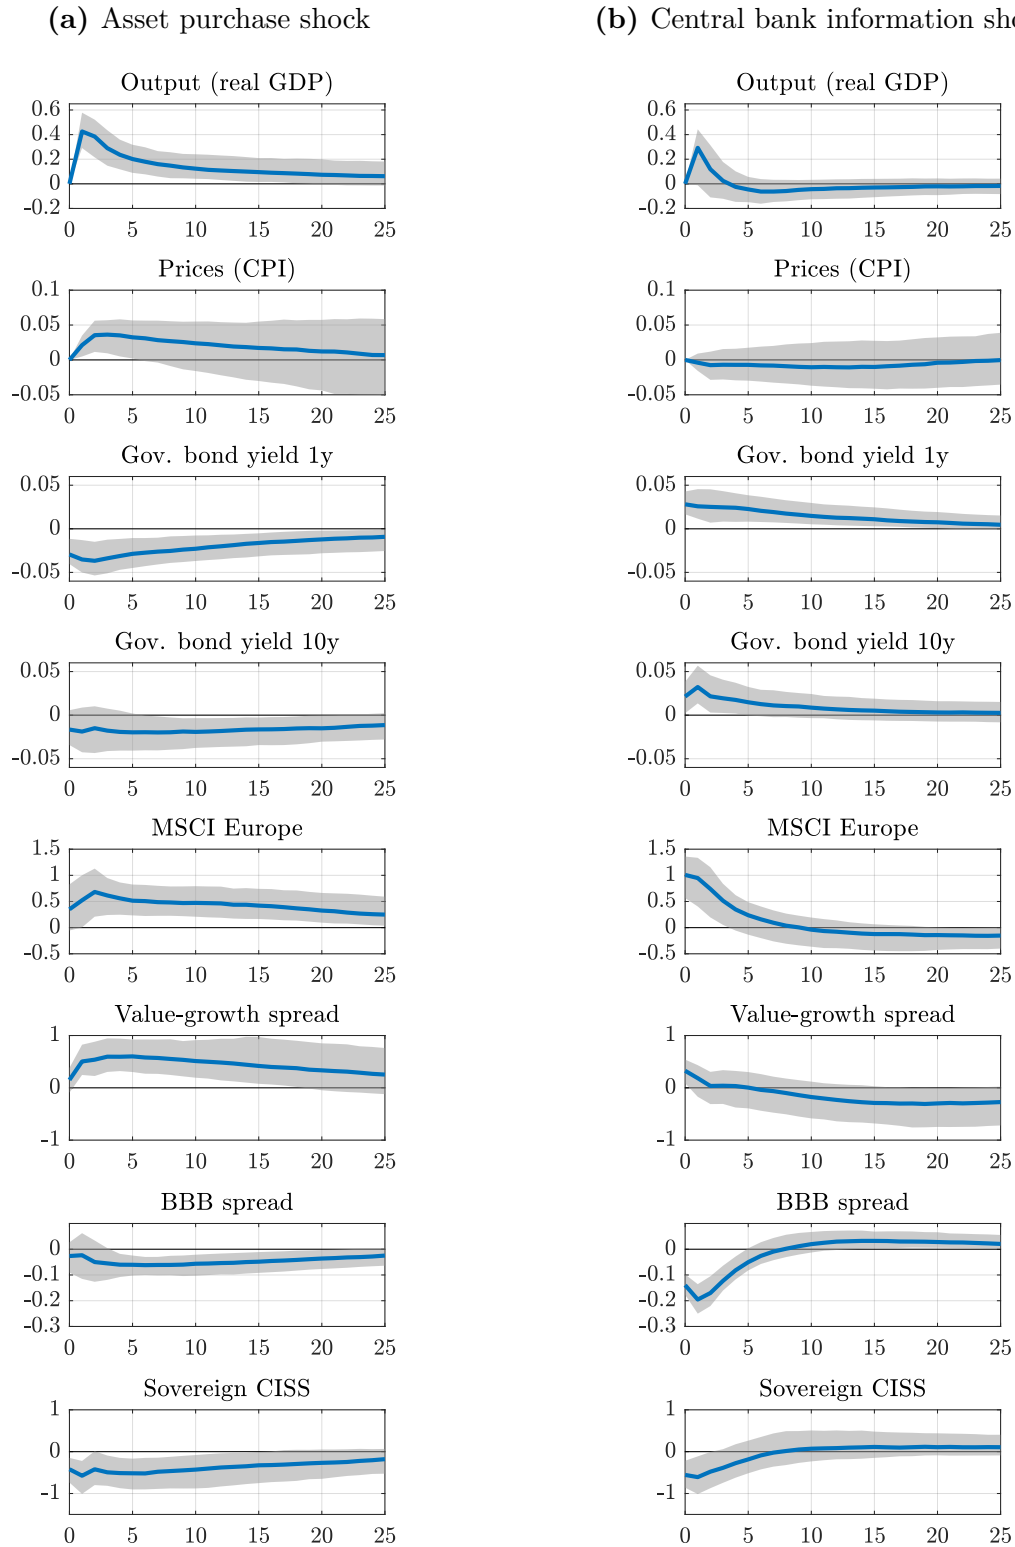 (a) Asset purchase shock
(b) Central bank information sho
Output (real GDP)
0.6
0.4
0.2
0
-0.2
0 5 10 15 20 25
Output (real GDP)
0.6
0.4
0.2
0
-0.2
0 5 10 15 20 25
Prices (CPI)
0.1
0.05
0
-0.05
0 5 10 15 20 25
Prices (CPI)
0.1
0.05
0
-0.05
0 5 10 15 20 25
Gov. bond yield 1y
0.05
0
-0.05
0 5 10 15 20 25
Gov. bond yield 1y
0.05
0
-0.05
0 5 10 15 20 25
Gov. bond yield 10y
0.05
0
-0.05
0 5 10 15 20 25
Gov. bond yield 10y
0.05
0
-0.05
0 5 10 15 20 25
MSCI Europe
1.5
1
0.5
0
-0.5
0 5 10 15 20 25
MSCI Europe
1.5
1
0.5
0
-0.5
0 5 10 15 20 25
Value-growth spread
1
0
-1
0 5 10 15 20 25
Value-growth spread
1
0
-1
0 5 10 15 20 25
BBB spread
0
-0.1
-0.2
-0.3
0 5 10 15 20 25
BBB spread
0
-0.1
-0.2
-0.3
0 5 10 15 20 25
Sovereign CISS
1
0
-1
0 5 10 15 20 25
Sovereign CISS
1
0
-1
0 5 10 15 20 25